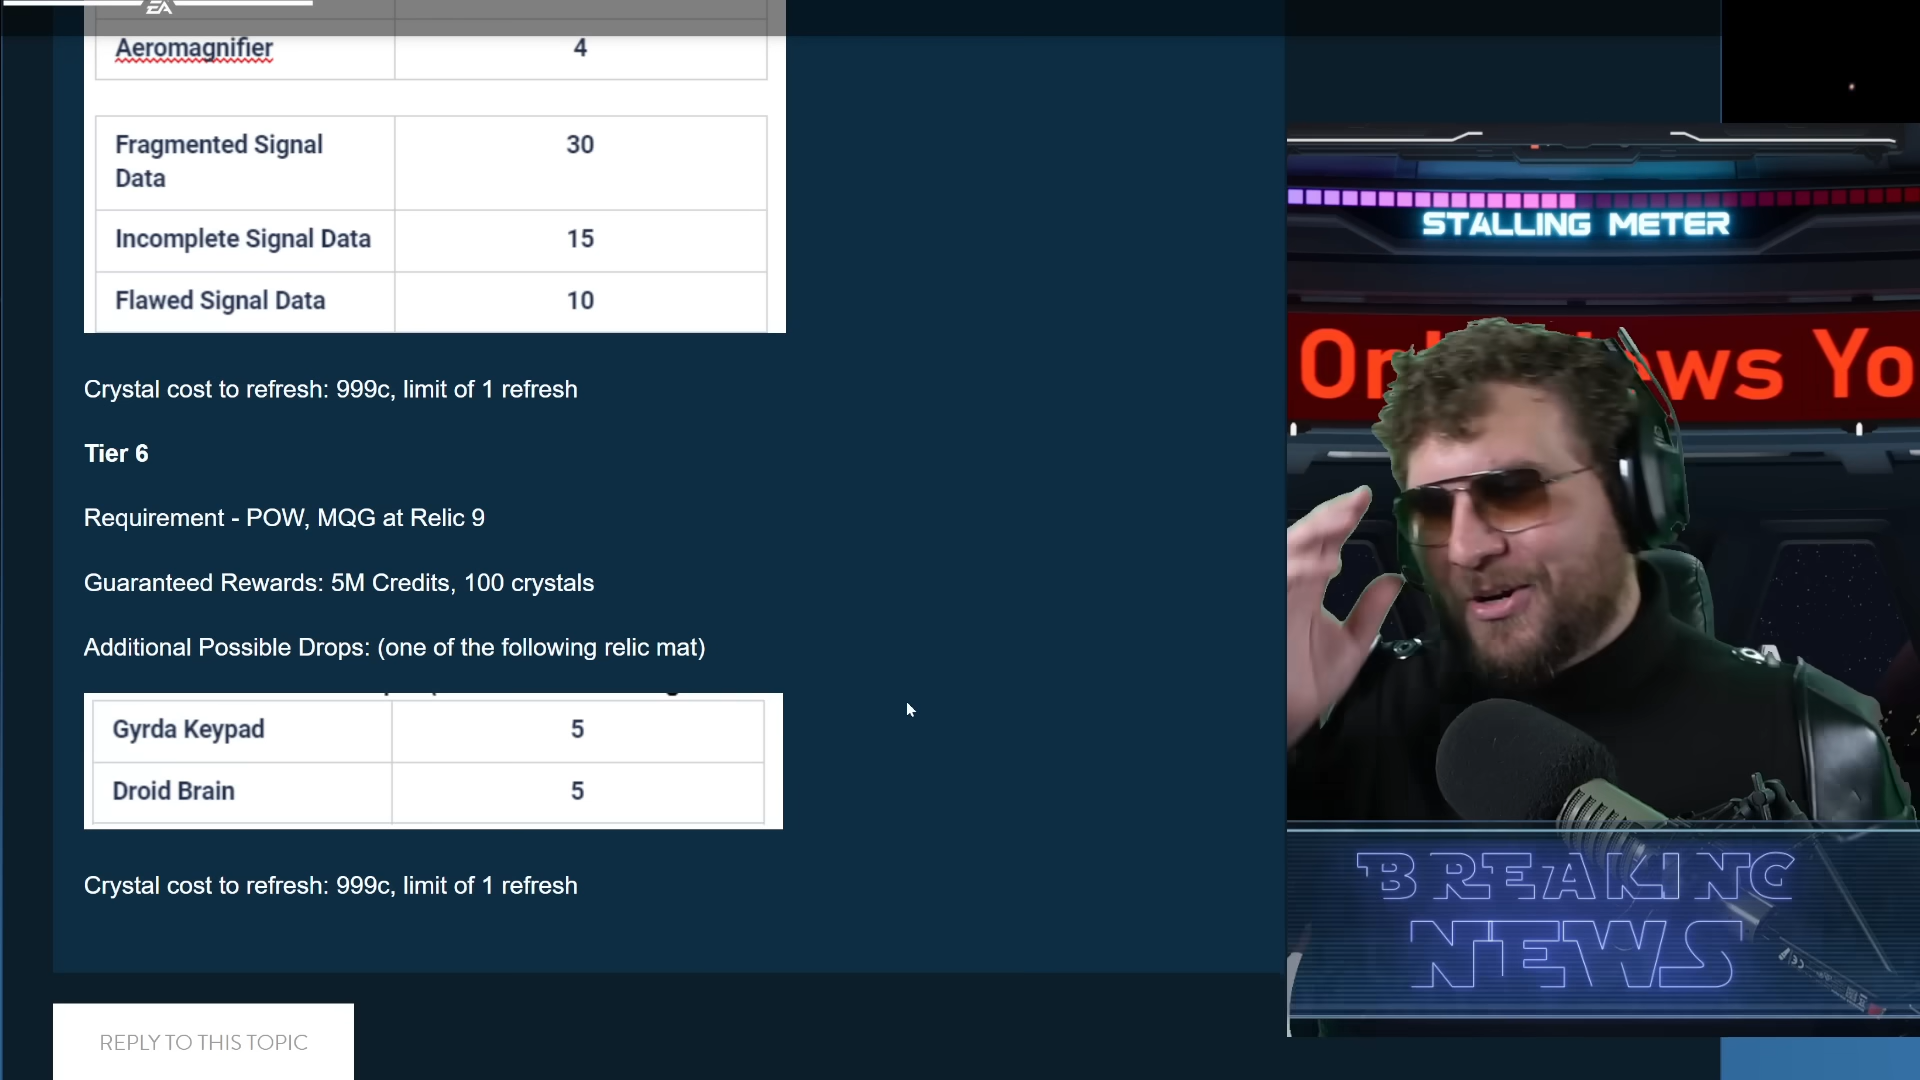 EA
Aeromagnifier 4
Fragmented Signal 30
Data
Incomplete Signal Data 15
Flawed Signal Data 10
Crystal cost to refresh: 999c, limit of 1 refresh
Tier 6
Requirement - POW, MQG at Relic 9
Guaranteed Rewards: 5M Credits, 100 crystals
Additional Possible Drops: (one of the following relic mat)
Gyrda Keypad 5
Droid Brain 5
Crystal cost to refresh: 999c, limit of 1 refresh
REPLY TO THIS TOPIC
STALLING METER
Yo
BREAKING
NEWS